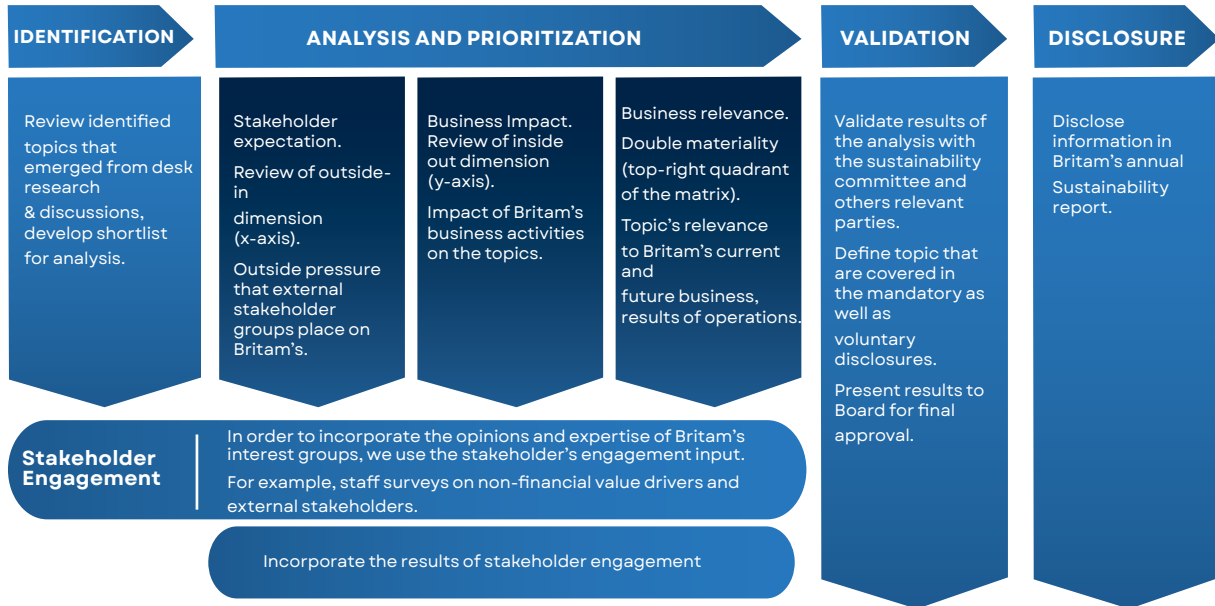 IDENTIFICATION
ANALYSIS AND PRIORITIZATION
VALIDATION
DISCLOSURE
Review identified
topics that
emerged from desk
research
& discussions,
develop shortlist
for analysis.
Stakeholder
expectation.
Review of outside-
in
dimension
(x-axis).
Outside pressure
that external
stakeholder
groups place on
Britam’s.
Business Impact.
Review of inside
out dimension
(y-axis).
Impact of Britam’s
business activities
on the topics.
Business relevance.
Double materiality
(top-right quadrant
of the matrix).
Topic’s relevance
to Britam’s current
and
future business,
results of operations.
Validate results of
the analysis with
the sustainability
committee and
others relevant
parties.
Define topic that
are covered in
the mandatory as
well as
voluntary
disclosures.
Present results to
Board for final
approval.
Disclose
information in
Britam’s annual
Sustainability
report.
Stakeholder
Engagement
In order to incorporate the opinions and expertise of Britam’s
interest groups, we use the stakeholder’s engagement input.
For example, staff surveys on non-financial value drivers and
external stakeholders.
Incorporate the results of stakeholder engagement